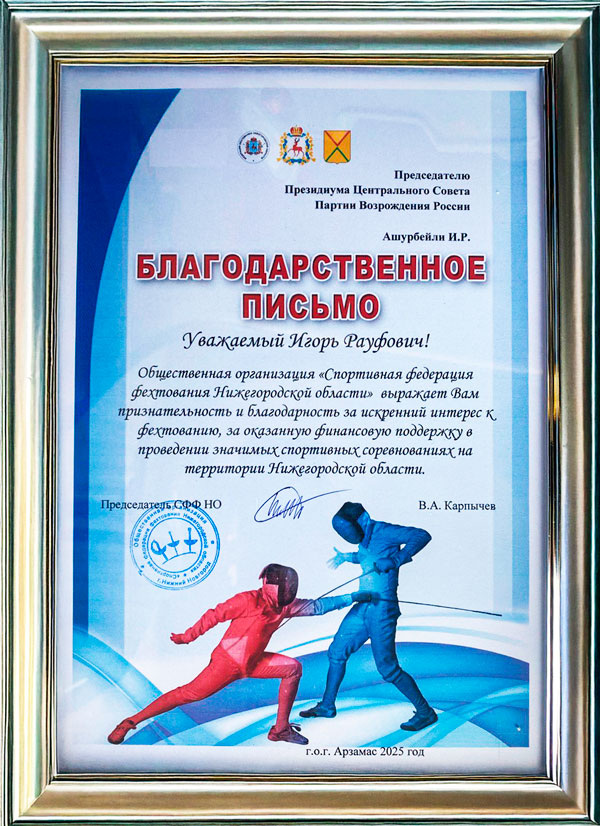 Председателю
Президиума Центрального Совета
Партии Возрождения России
Ашурбейли И.Р.
БЛАГОДАРСТВЕННОЕ
ПИСЬМО
Уважаемый Игорь Рауфович!
Общественная организация «Спортивная федерация
фехтования Нижегородской области» выражает Вам
признательность и благодарность за искренний интерес к
фехтованию, за оказанную финансовую поддержку в
проведении значимых спортивных соревнованиях на
территории Нижегородской области.
Председатель СФФ НО
В.А. Карпычев
г.Нижний Новгород
г.о.г. Арзамас 2025 год